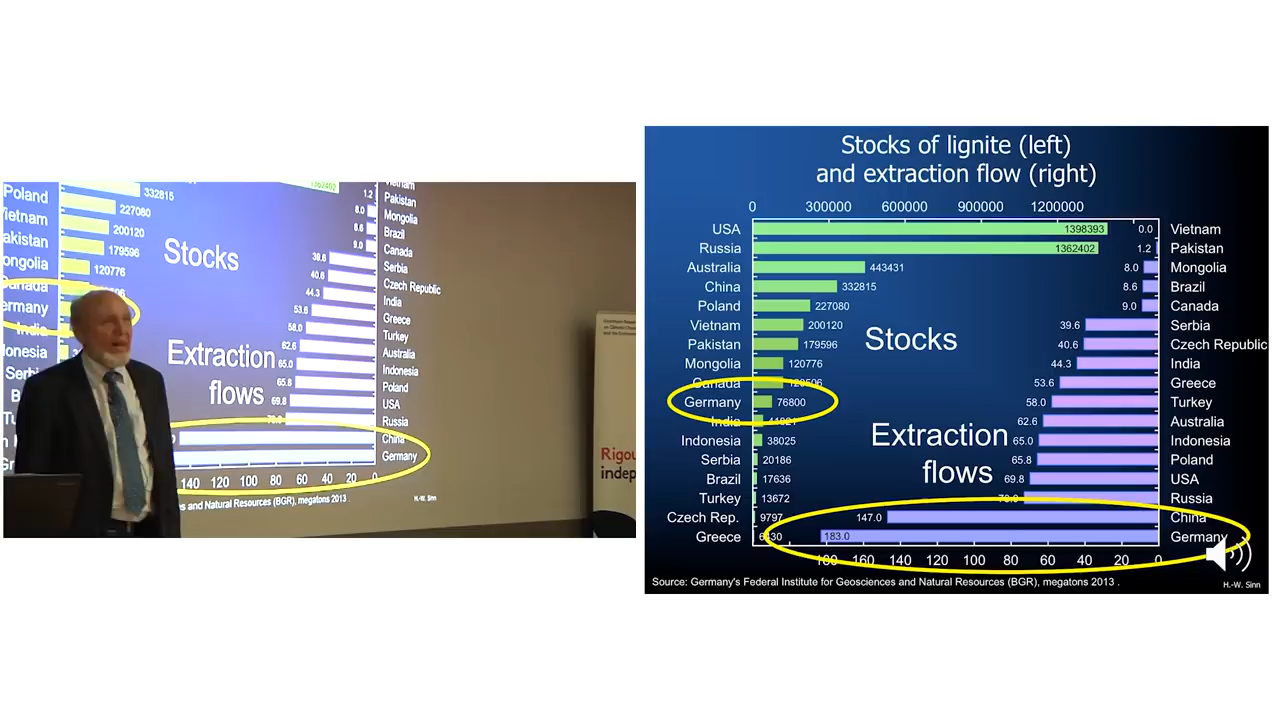 Poland 332815 1.2 Vietnam
Vietnam 227080 8.0 Pakistan
akistan 200120 8.6 Mongolia
ongolia 179596 9.0 Brazil
120776 Canada
Stocks
39.6 Serbia
40.6 Czech Republic
44.3 India
53.6 Greece
58.0 Turkey
62.6 Australia
Extraction
flows
65.0 Indonesia
65.8 Poland
69.8 USA
Russia
China
Germany
140 120 100 80 60 40 20 0
es and Natural Resources (BGR), megatons 2013 .
H.-W. Sinn
Rigou
indep
Stocks of lignite (left)
and extraction flow (right)
0 300000 600000 900000 1200000
USA 1398393 0.0 Vietnam
Russia 1362402 1.2 Pakistan
Australia 443431 8.0 Mongolia
China 332815 8.6 Brazil
Poland 227080 9.0 Canada
Vietnam 200120 39.6 Serbia
Pakistan 179596 Stocks 40.6 Czech Republic
Mongolia 120776 44.3 India
Canada 53.6 Greece
Germany 76800 58.0 Turkey
India 62.6 Australia
Indonesia 38025 Extraction 65.0 Indonesia
Serbia 20186 flows 65.8 Poland
Brazil 17636 69.8 USA
Turkey 13672 Russia
Czech Rep. 9797 147.0 China
Greece 183.0 Germany
180 160 140 120 100 80 60 40 20 0
Source: Germany's Federal Institute for Geosciences and Natural Resources (BGR), megatons 2013 .
H.-W. Sinn